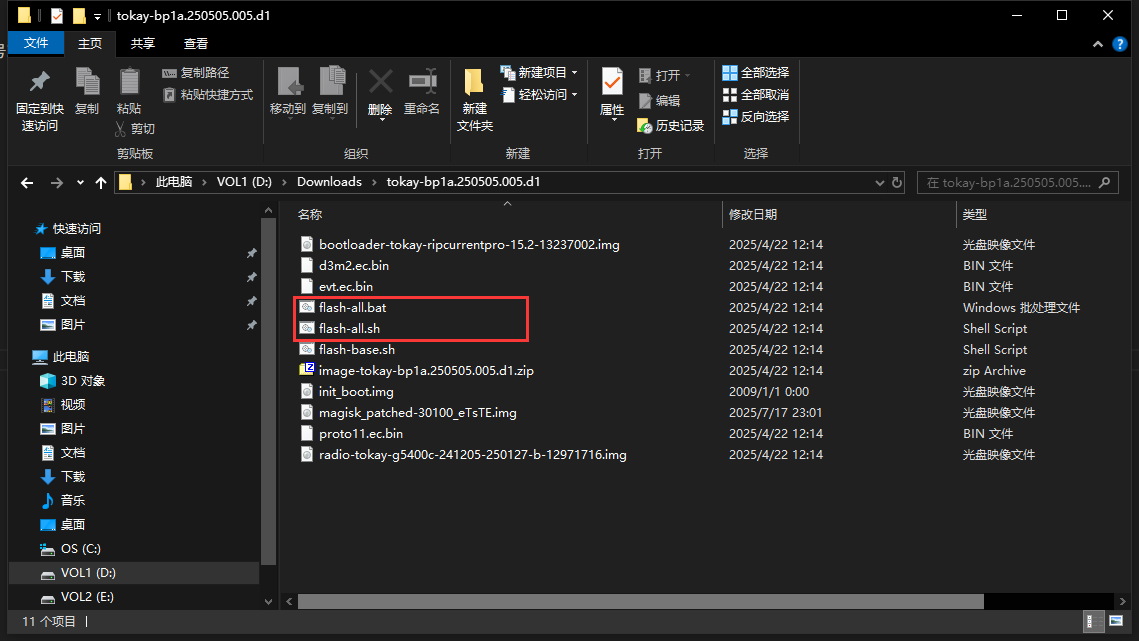 tokay-bp1a.250505.005.d1
文件 主页 共享 查看
固定到快速访问
复制
粘贴
复制路径
粘贴快捷方式
剪切
剪贴板
移动到
复制到
删除
重命名
组织
新建文件夹
新建项目
轻松访问
新建
属性
打开
编辑
历史记录
打开
全部选择
全部取消
反向选择
选择
此电脑 VOL1 (D:) Downloads tokay-bp1a.250505.005.d1
在 tokay-bp1a.250505.005....
快速访问
桌面
下载
文档
图片
此电脑
3D 对象
视频
图片
文档
下载
音乐
桌面
OS (C:)
VOL1 (D:)
VOL2 (E:)
名称 修改日期 类型
bootloader-tokay-ripcurrentpro-15.2-13237002.img 2025/4/22 12:14 光盘映像文件
d3m2.ec.bin 2025/4/22 12:14 BIN 文件
evt.ec.bin 2025/4/22 12:14 BIN 文件
flash-all.bat 2025/4/22 12:14 Windows 批处理文件
flash-all.sh 2025/4/22 12:14 Shell Script
flash-base.sh 2025/4/22 12:14 Shell Script
image-tokay-bp1a.250505.005.d1.zip 2025/4/22 12:14 zip Archive
init_boot.img 2009/1/1 0:00 光盘映像文件
magisk_patched-30100_eTsTE.img 2025/7/17 23:01 光盘映像文件
proto11.ec.bin 2025/4/22 12:14 BIN 文件
radio-tokay-g5400c-241205-250127-b-12971716.img 2025/4/22 12:14 光盘映像文件
11 个项目